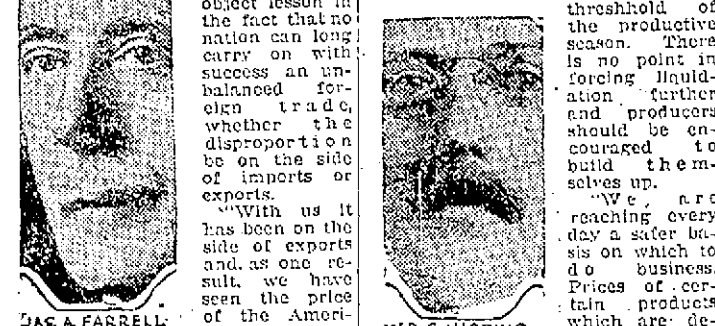 object lesson in
the fact that no
nation can long
carry on with
success an un-
balanced for-
eign trade,
whether the
disproportion
be on the side
of imports or
exports.
"With us it
has been on the
side of exports
and, as one re-
sult, we have
seen the price
of the Ameri-
JAS A FARRELL
threshhold of
the productive
season. There
is no point in
forcing liquid-
ation further
and producers
should be en-
couraged to
build them-
selves up.
"We, are
reaching every
day a safer ba-
sis on which to
do business.
Prices of cer-
tain products
which are de-